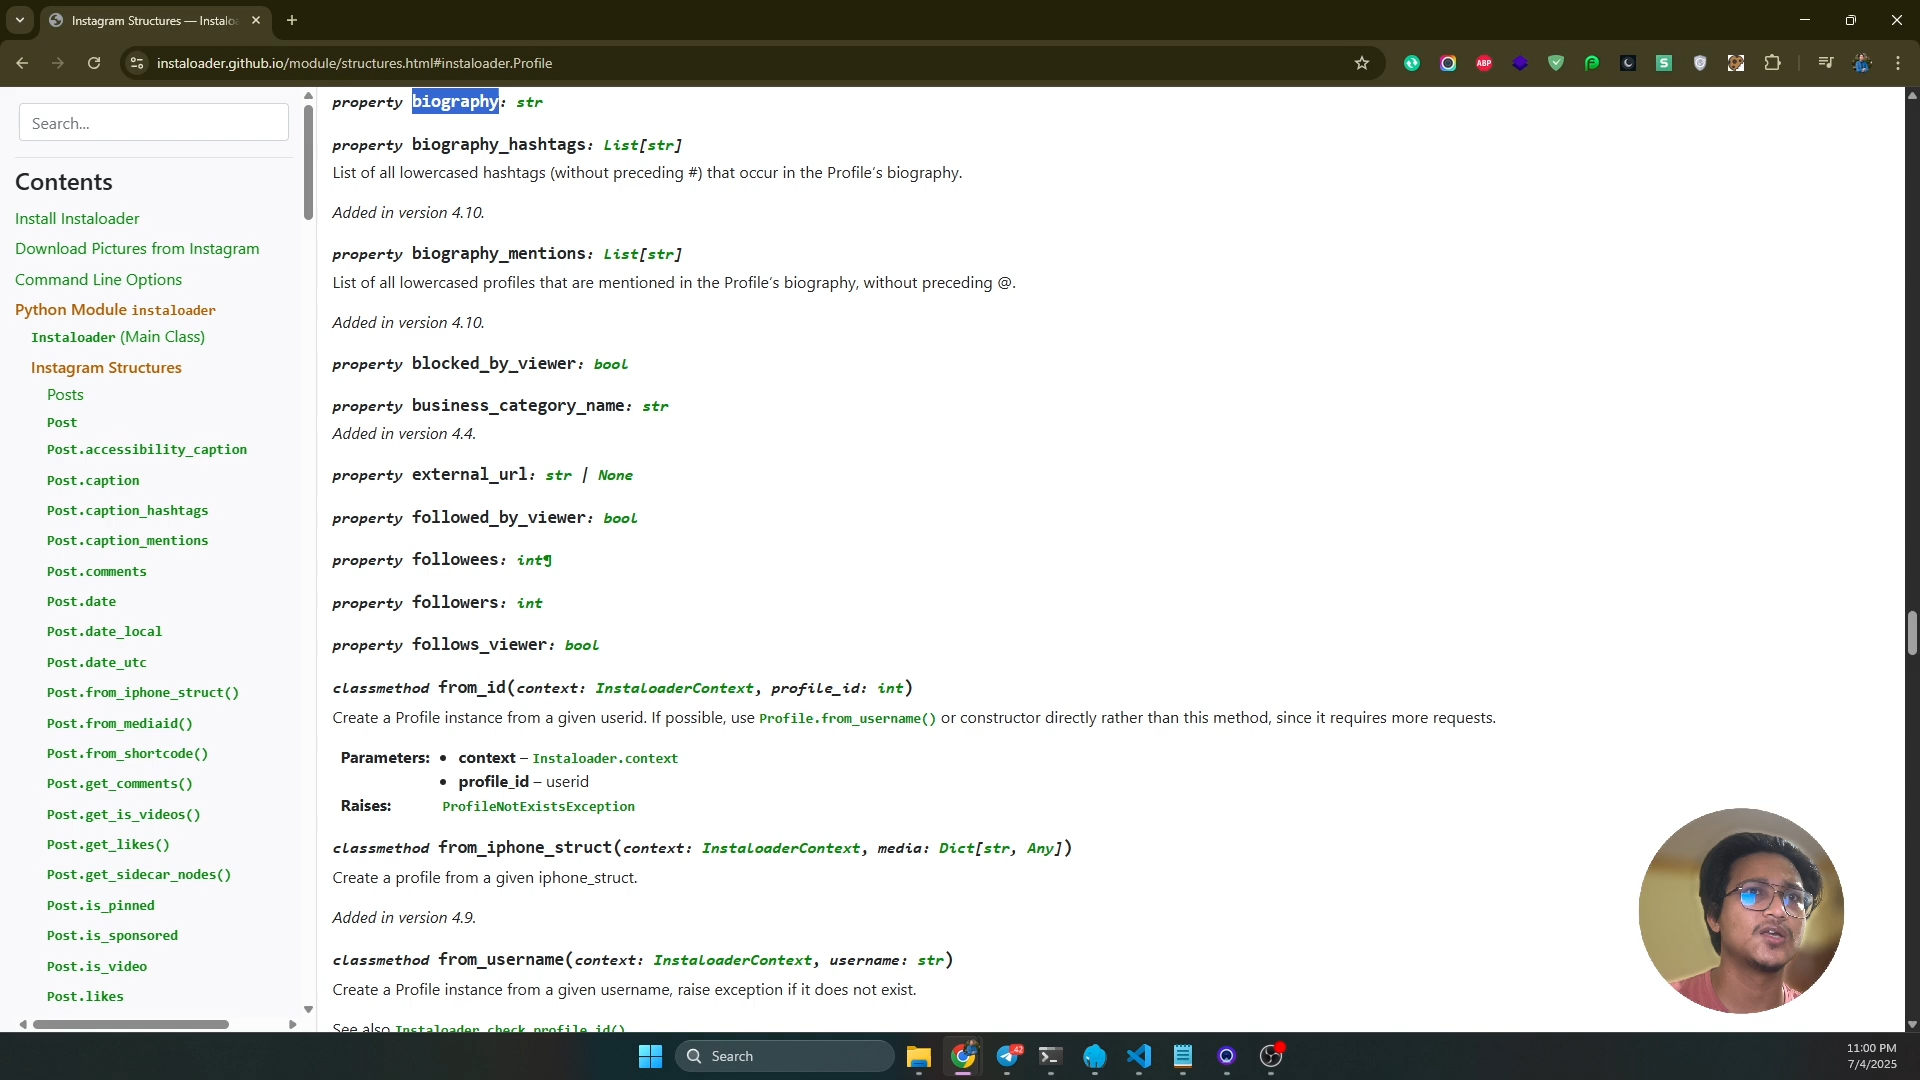 Instagram Structures — Instaloa
instaloader.github.io/module/structures.html#instaloader.Profile
ABP
Search...
Contents
Install Instaloader
Download Pictures from Instagram
Command Line Options
Python Module instaloader
Instaloader (Main Class)
Instagram Structures
Posts
Post
Post.accessibility_caption
Post.caption
Post.caption_hashtags
Post.caption_mentions
Post.comments
Post.date
Post.date_local
Post.date_utc
Post.from_iphone_struct()
Post.from_mediaid()
Post.from_shortcode()
Post.get_comments()
Post.get_is_videos()
Post.get_likes()
Post.get_sidecar_nodes()
Post.is_pinned
Post.is_sponsored
Post.is_video
Post.likes
property biography: str
property biography_hashtags: List[str]
List of all lowercased hashtags (without preceding #) that occur in the Profile’s biography.
Added in version 4.10.
property biography_mentions: List[str]
List of all lowercased profiles that are mentioned in the Profile’s biography, without preceding @.
Added in version 4.10.
property blocked_by_viewer: bool
property business_category_name: str
Added in version 4.4.
property external_url: str | None
property followed_by_viewer: bool
property followees: int¶
property followers: int
property follows_viewer: bool
classmethod from_id(context: InstaloaderContext, profile_id: int)
Create a Profile instance from a given userid. If possible, use Profile.from_username() or constructor directly rather than this method, since it requires more requests.
Parameters: • context – Instaloader.context
• profile_id – userid
Raises: ProfileNotExistsException
classmethod from_iphone_struct(context: InstaloaderContext, media: Dict[str, Any])
Create a profile from a given iphone_struct.
Added in version 4.9.
classmethod from_username(context: InstaloaderContext, username: str)
Create a Profile instance from a given username, raise exception if it does not exist.
See also Instaloader.check_profile_id()
Search
42
11:00 PM
7/4/2025